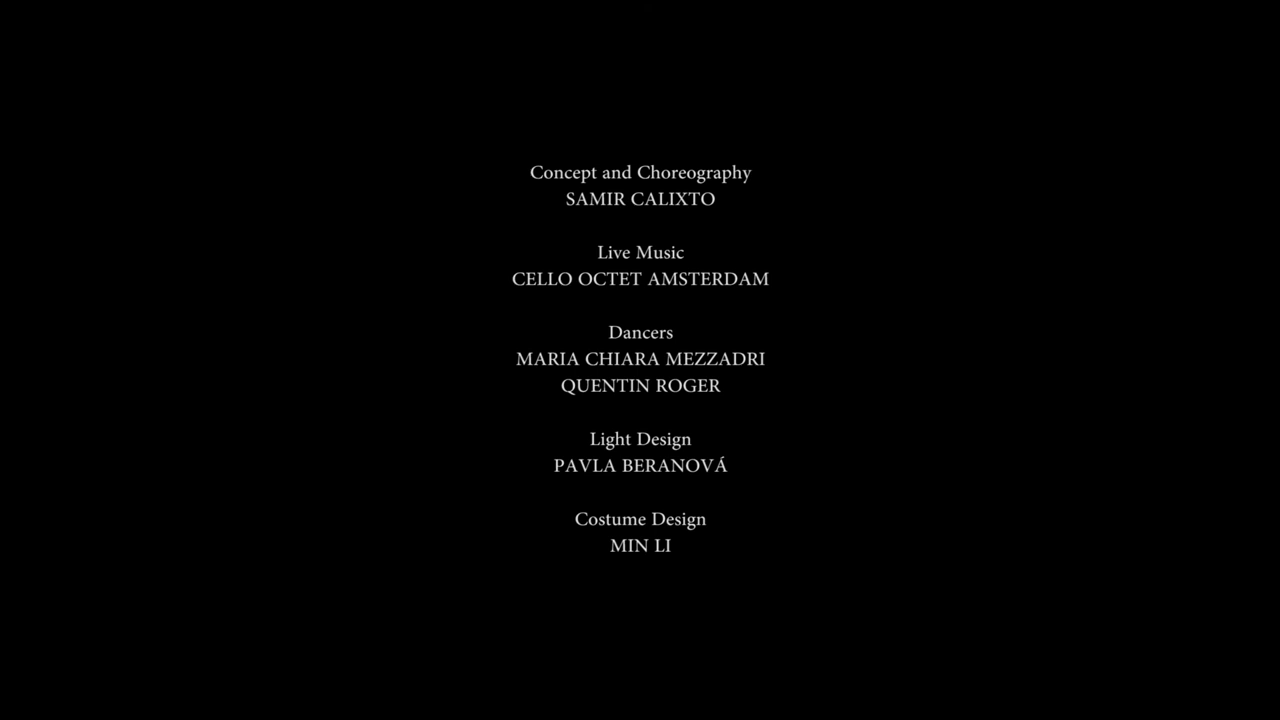 Concept and Choreography
SAMIR CALIXTO
Live Music
CELLO OCTET AMSTERDAM
Dancers
MARIA CHIARA MEZZADRI
QUENTIN ROGER
Light Design
PAVLA BERANOVÁ
Costume Design
MIN LI